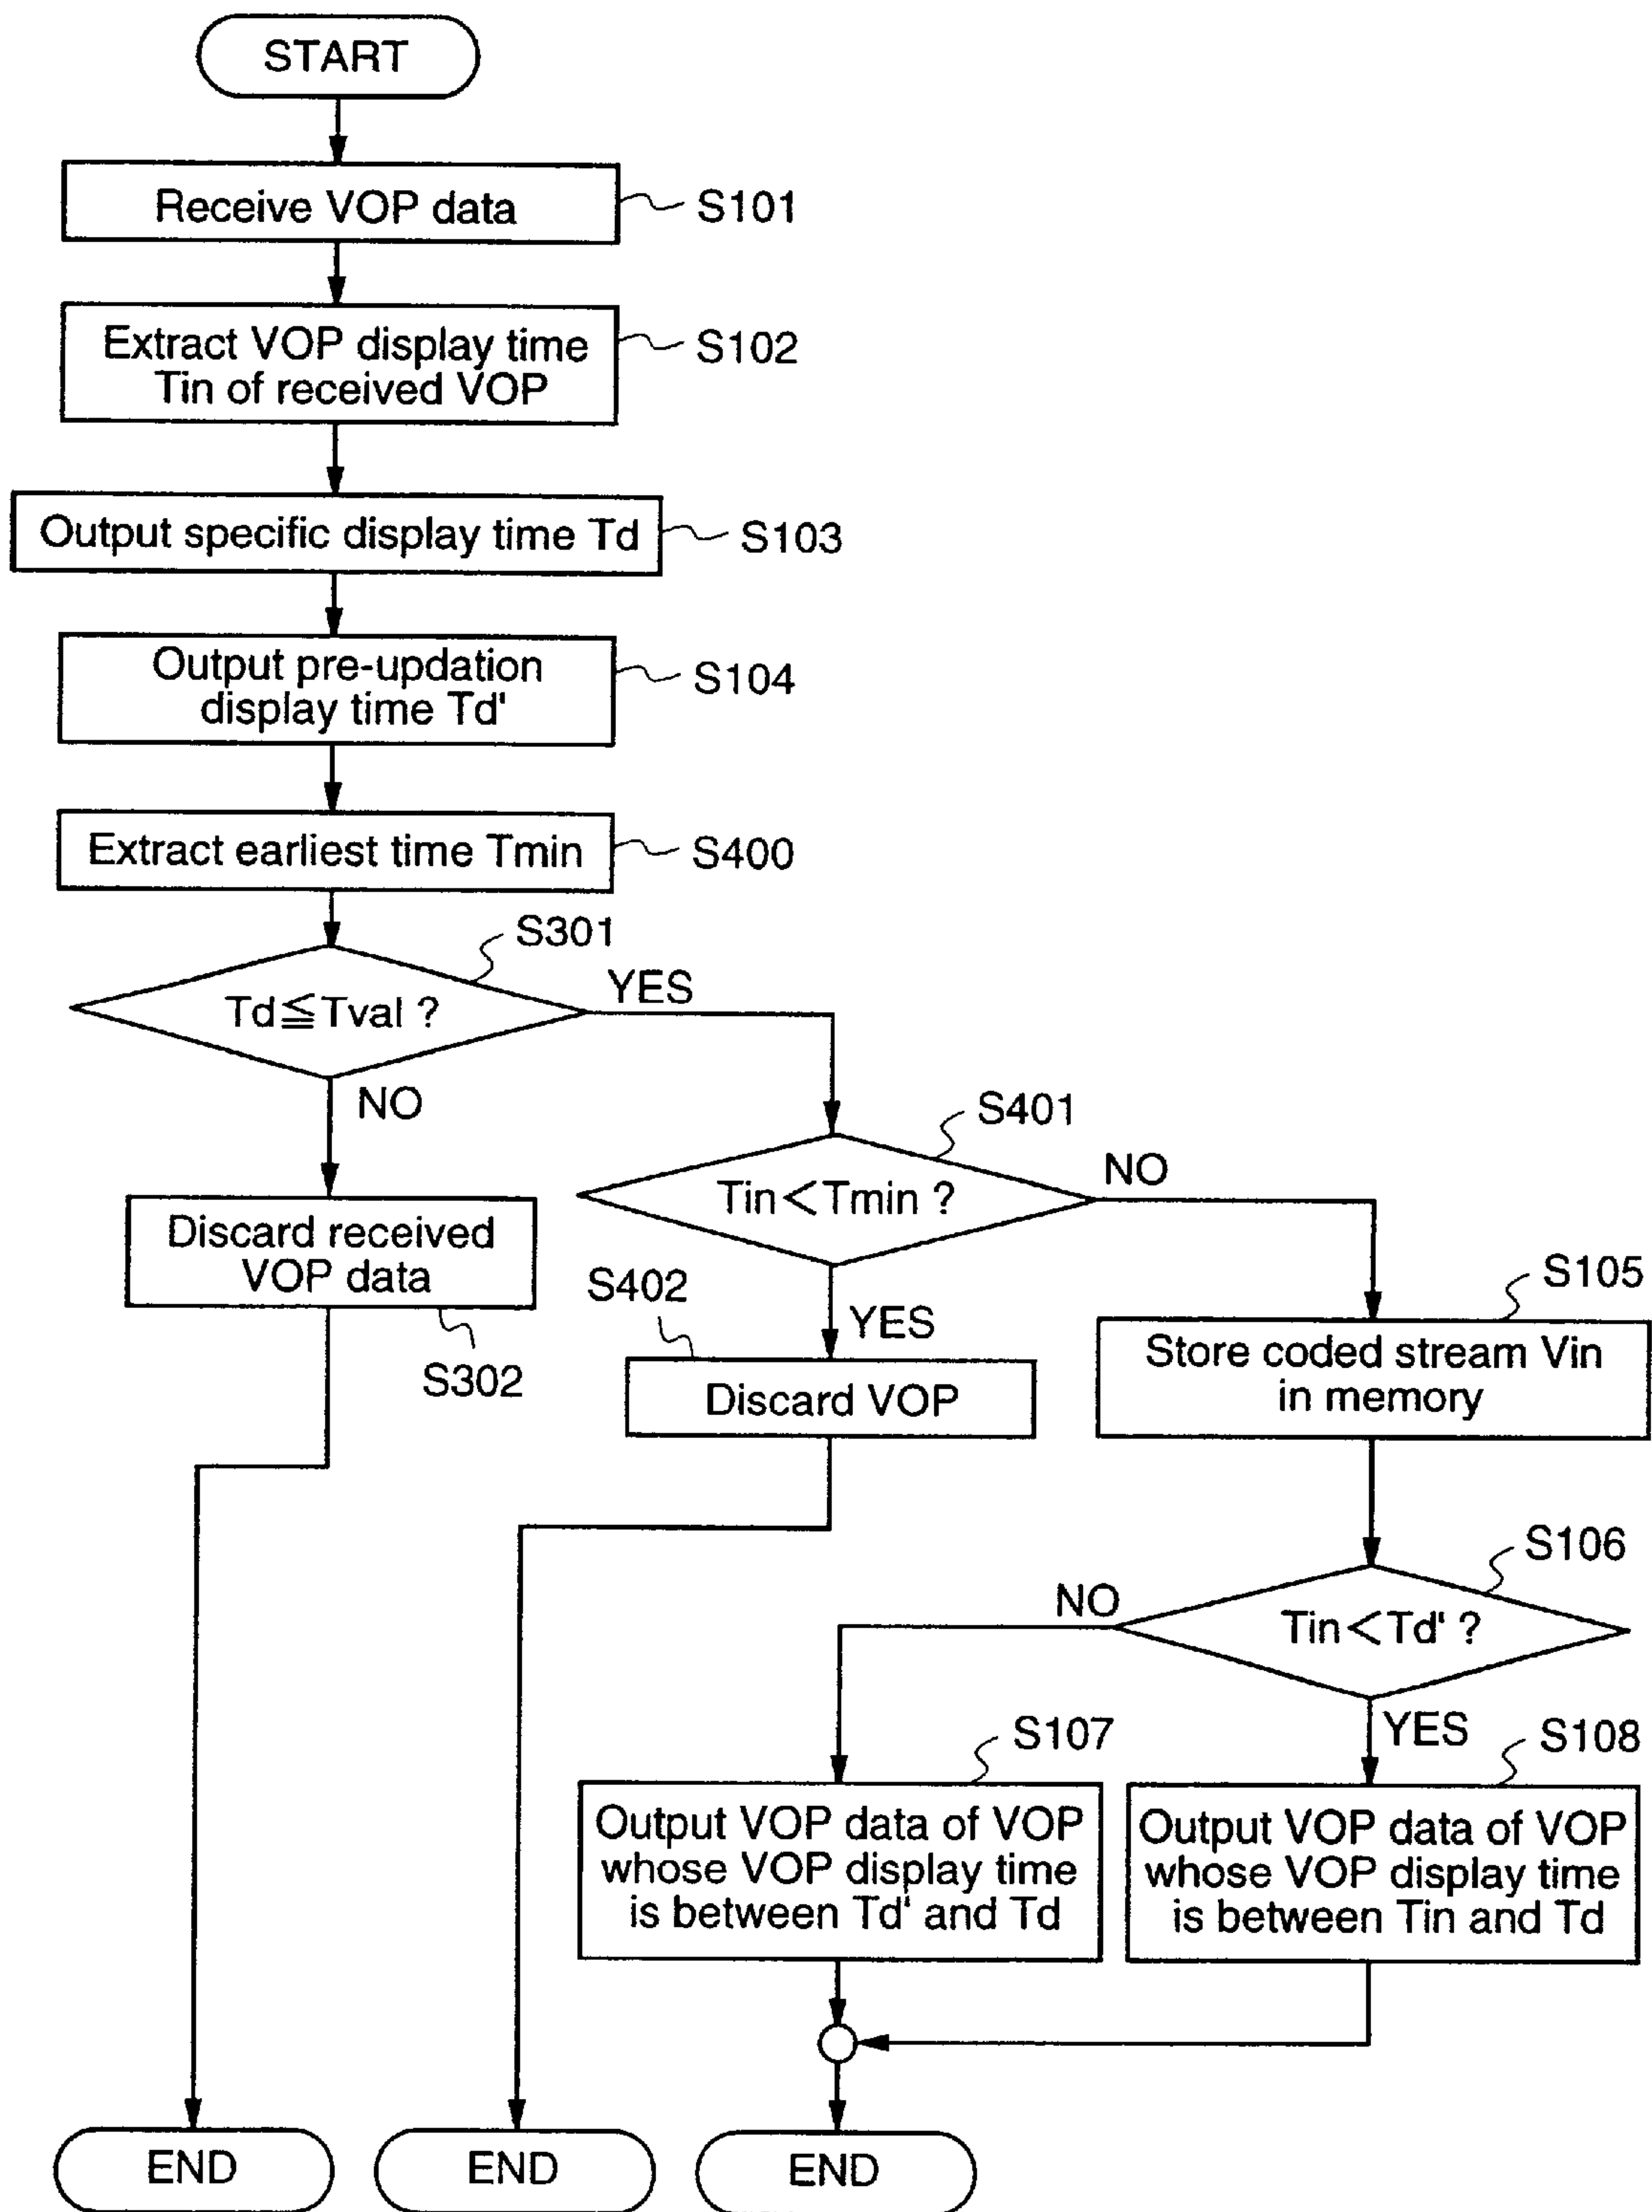 START
Receive VOP data
S101
Extract VOP display time
Tin of received VOP
S102
Output specific display time Td
S103
Output pre-updation
display time Td'
S104
Extract earliest time Tmin
S400
S301
Td≦Tval ?
YES
NO
S401
Tin<Tmin ?
NO
Discard received
VOP data
S302
S402
YES
Discard VOP
S105
Store coded stream Vin
in memory
S106
Tin<Td' ?
NO
YES
S107
Output VOP data of VOP
whose VOP display time
is between Td' and Td
S108
Output VOP data of VOP
whose VOP display time
is between Tin and Td
END
END
END